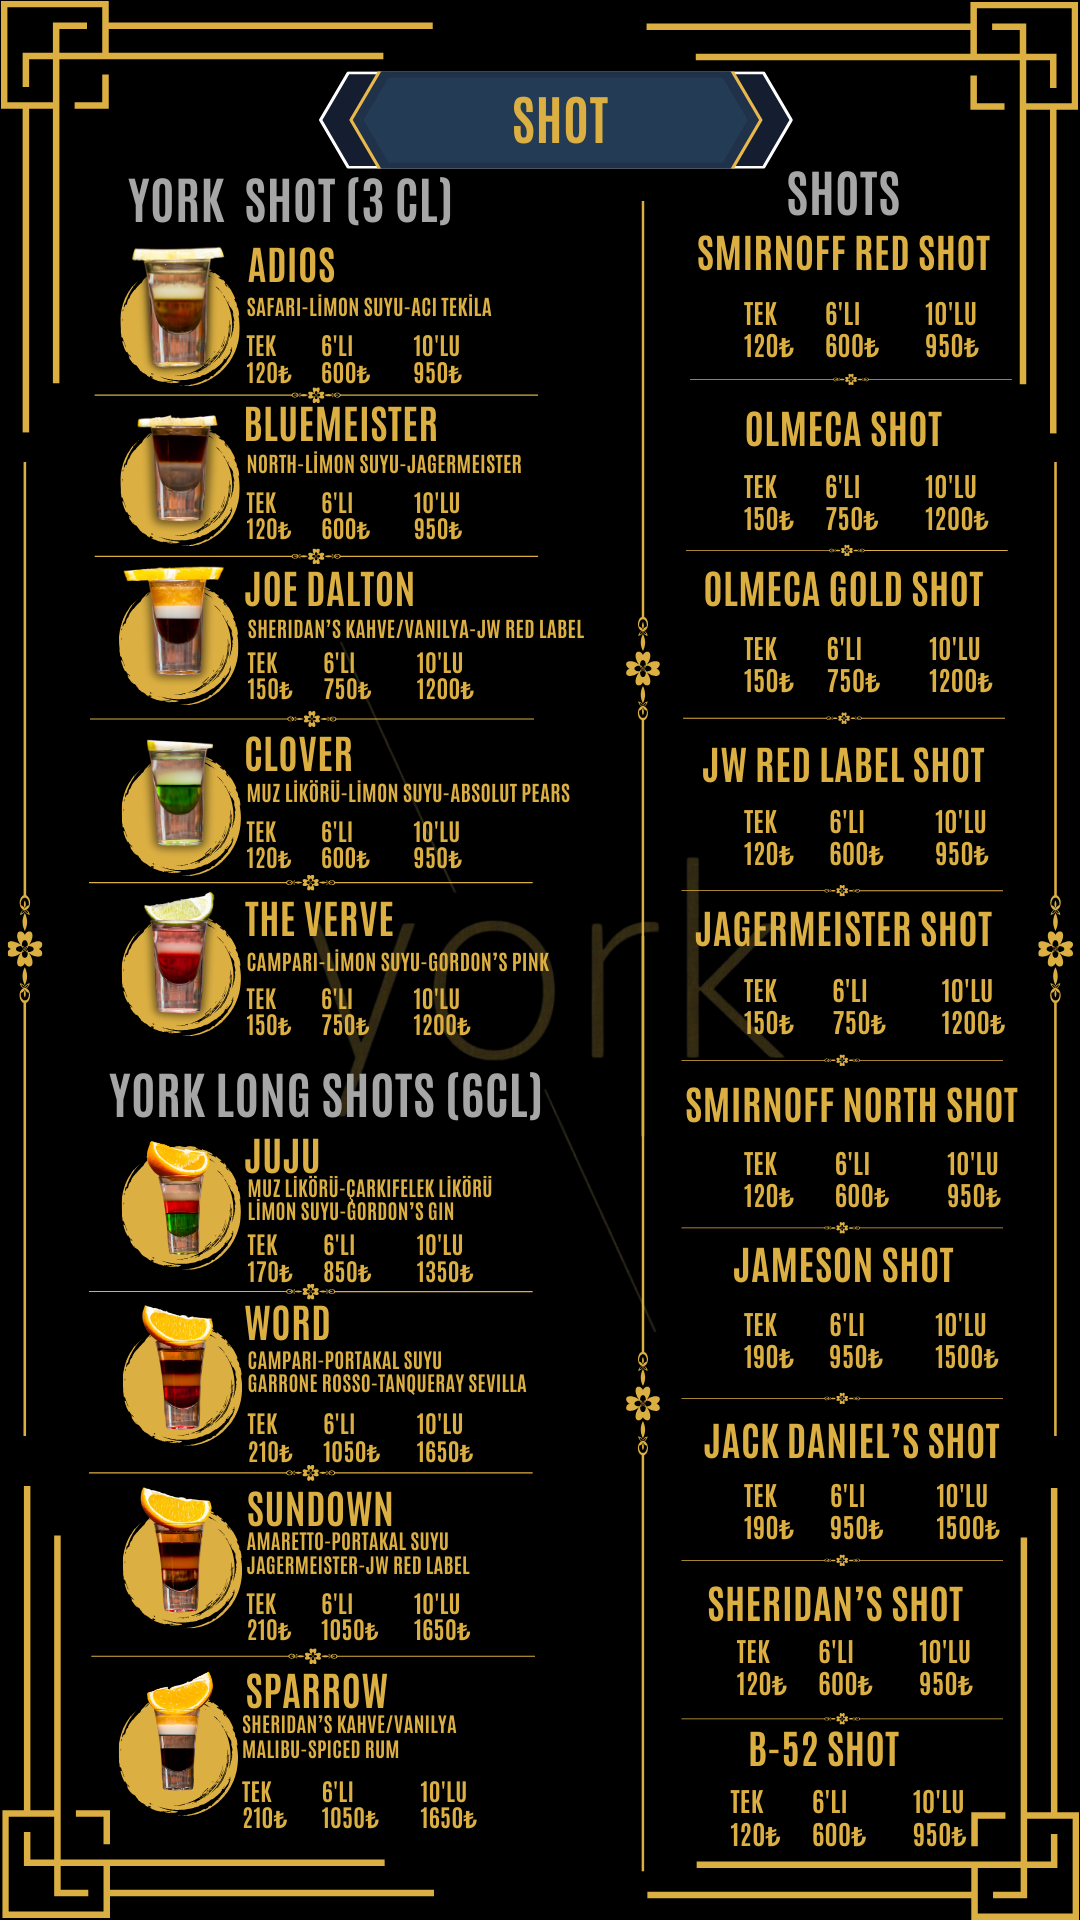 SHOT
YORK SHOT (3 CL)
ADIOS
SAFARI-LİMON SUYU-ACI TEKİLA
TEK 6'LI 10'LU
120₺ 600₺ 950₺
BLUEMEISTER
NORTH-LİMON SUYU-JAGERMEISTER
TEK 6'LI 10'LU
120₺ 600₺ 950₺
JOE DALTON
SHERIDAN'S KAHVE/VANILYA-JW RED LABEL
TEK 6'LI 10'LU
150₺ 750₺ 1200₺
CLOVER
MUZ LİKÖRÜ-LİMON SUYU-ABSOLUT PEARS
TEK 6'LI 10'LU
120₺ 600₺ 950₺
THE VERVE
CAMPARI-LİMON SUYU-GORDON'S PINK
TEK 6'LI 10'LU
150₺ 750₺ 1200₺
YORK LONG SHOTS (6CL)
JUJU
MUZ LİKÖRÜ-ÇARKIFELEK LİKÖRÜ
LİMON SUYU-GORDON'S GIN
TEK 6'LI 10'LU
170₺ 850₺ 1350₺
WORD
CAMPARI-PORTAKAL SUYU
GARRONE ROSSO-TANQUERAY SEVILLA
TEK 6'LI 10'LU
210₺ 1050₺ 1650₺
SUNDOWN
AMARETTO-PORTAKAL SUYU
JAGERMEISTER-JW RED LABEL
TEK 6'LI 10'LU
210₺ 1050₺ 1650₺
SPARROW
SHERIDAN'S KAHVE/VANILYA
MALIBU-SPICED RUM
TEK 6'LI 10'LU
210₺ 1050₺ 1650₺
SHOTS
SMIRNOFF RED SHOT
TEK 6'LI 10'LU
120₺ 600₺ 950₺
OLMECA SHOT
TEK 6'LI 10'LU
150₺ 750₺ 1200₺
OLMECA GOLD SHOT
TEK 6'LI 10'LU
150₺ 750₺ 1200₺
JW RED LABEL SHOT
TEK 6'LI 10'LU
120₺ 600₺ 950₺
JAGERMEISTER SHOT
TEK 6'LI 10'LU
150₺ 750₺ 1200₺
SMIRNOFF NORTH SHOT
TEK 6'LI 10'LU
120₺ 600₺ 950₺
JAMESON SHOT
TEK 6'LI 10'LU
190₺ 950₺ 1500₺
JACK DANIEL'S SHOT
TEK 6'LI 10'LU
190₺ 950₺ 1500₺
SHERIDAN'S SHOT
TEK 6'LI 10'LU
120₺ 600₺ 950₺
B-52 SHOT
TEK 6'LI 10'LU
120₺ 600₺ 950₺
york